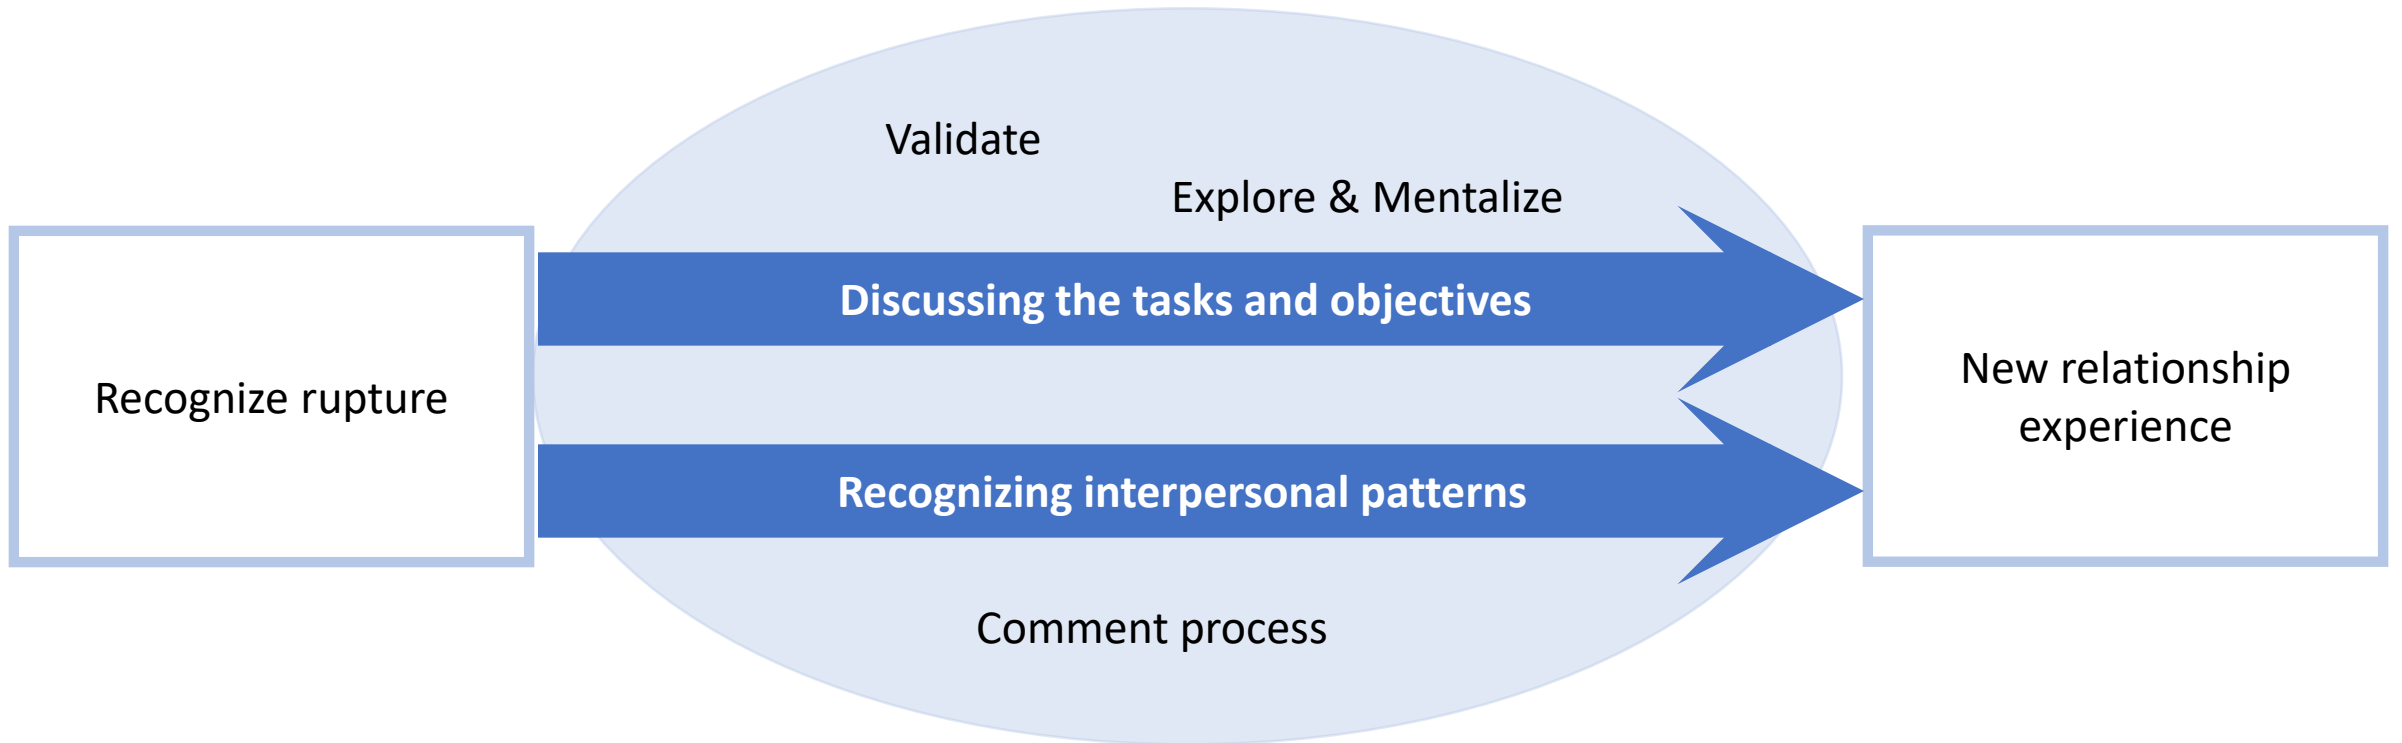 Validate
Explore & Mentalize
Discussing the tasks and objectives
Recognize rupture
New relationship
experience
Recognizing interpersonal patterns
Comment process